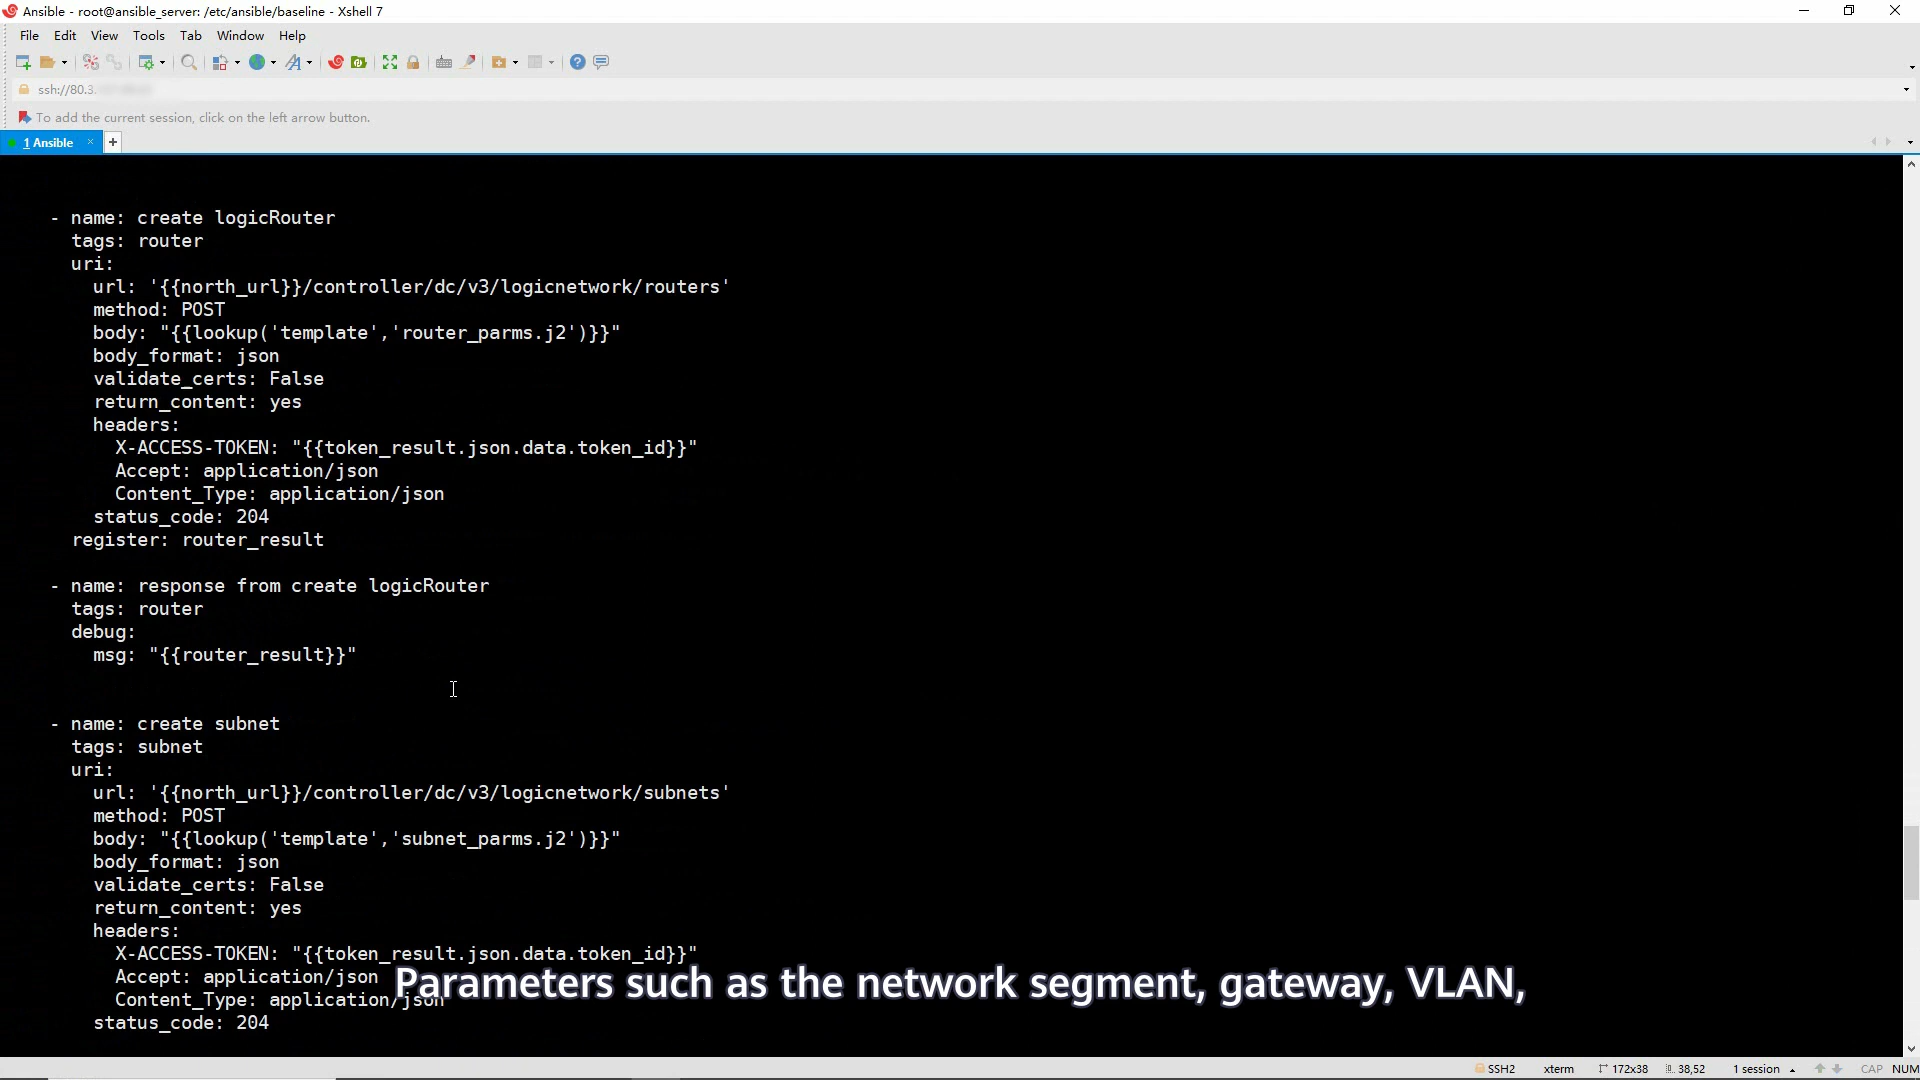 Ansible - root@ansible_server: /etc/ansible/baseline - Xshell 7
File Edit View Tools Tab Window Help
ssh://80.3.
To add the current session, click on the left arrow button.
1 Ansible
- name: create logicRouter
tags: router
uri:
url: '{{north_url}}/controller/dc/v3/logicnetwork/routers'
method: POST
body: "{{lookup('template','router_parms.j2')}}"
body_format: json
validate_certs: False
return_content: yes
headers:
X-ACCESS-TOKEN: "{{token_result.json.data.token_id}}"
Accept: application/json
Content_Type: application/json
status_code: 204
register: router_result
- name: response from create logicRouter
tags: router
debug:
msg: "{{router_result}}"
- name: create subnet
tags: subnet
uri:
url: '{{north_url}}/controller/dc/v3/logicnetwork/subnets'
method: POST
body: "{{lookup('template','subnet_parms.j2')}}"
body_format: json
validate_certs: False
return_content: yes
headers:
X-ACCESS-TOKEN: "{{token_result.json.data.token_id}}"
Accept: application/json
Parameters such as the network segment, gateway, VLAN,
Content_Type: application/json
status_code: 204
SSH2 xterm 172x38 38,52 1 session CAP NUM